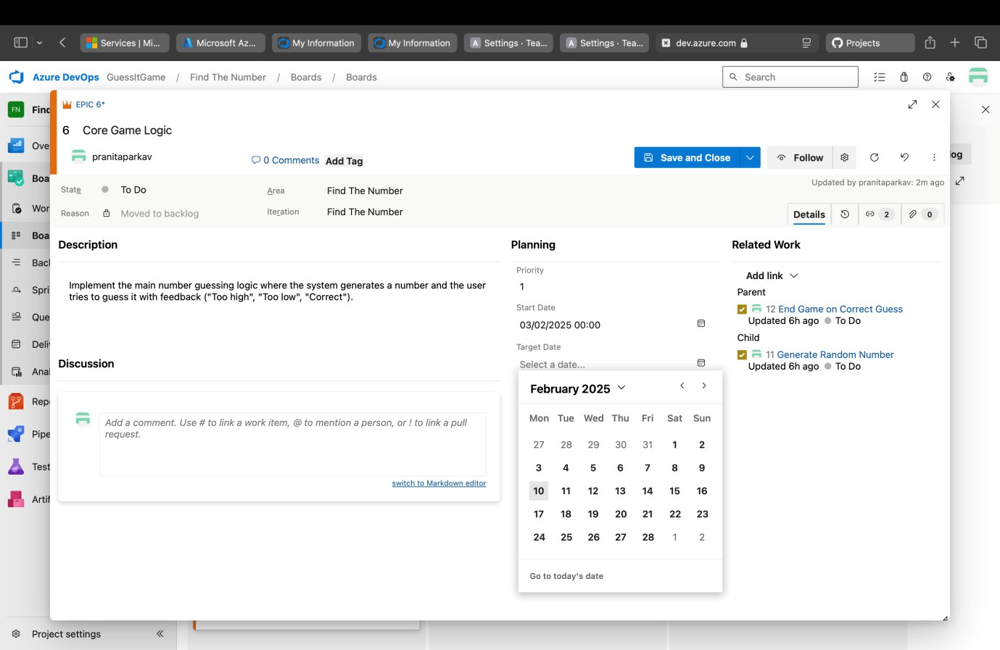 Services | Mi...
Microsoft Az...
My Information
My Information
A Settings · Tea...
A Settings · Tea...
dev.azure.com
Projects
Azure DevOps GuessItGame / Find The Number / Boards / Boards
Search
FN Find
Ove
Boa
Wor
Boa
Back
Spri
Que
Deli
Anal
Repo
Pipe
Test
Artif
Project settings
og
EPIC 6*
6 Core Game Logic
pranitaparkav
0 Comments
Add Tag
Save and Close
Follow
State To Do
Reason Moved to backlog
Area Find The Number
Iteration Find The Number
Updated by pranitaparkav: 2m ago
Details
2
0
Description
Implement the main number guessing logic where the system generates a number and the user
tries to guess it with feedback ("Too high", "Too low", "Correct").
Discussion
Add a comment. Use # to link a work item, @ to mention a person, or ! to link a pull
request.
switch to Markdown editor
Planning
Priority
1
Start Date
03/02/2025 00:00
Target Date
Select a date...
February 2025
Mon Tue Wed Thu Fri Sat Sun
27 28 29 30 31 1 2
3 4 5 6 7 8 9
10 11 12 13 14 15 16
17 18 19 20 21 22 23
24 25 26 27 28 1 2
Go to today's date
Related Work
Add link
Parent
12 End Game on Correct Guess
Updated 6h ago To Do
Child
11 Generate Random Number
Updated 6h ago To Do